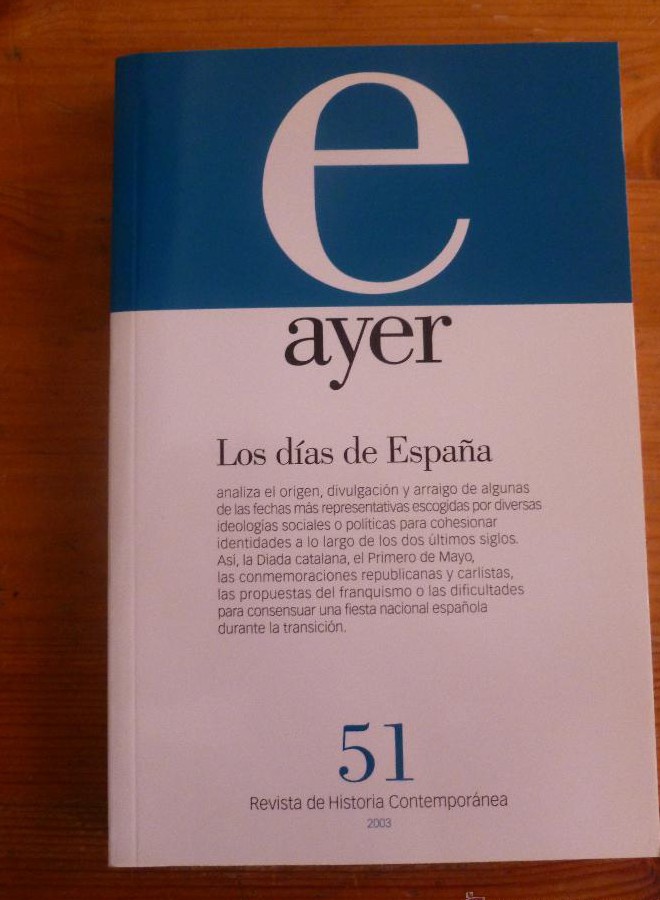 e
ayer
Los días de España
analiza el origen, divulgación y arraigo de algunas
de las fechas más representativas escogidas por diversas
ideologías sociales o políticas para cohesionar
identidades a lo largo de los dos últimos siglos.
Así, la Diada catalana, el Primero de Mayo,
las conmemoraciones republicanas y carlistas,
las propuestas del franquismo o las dificultades
para consensuar una fiesta nacional española
durante la transición.
51
Revista de Historia Contemporánea
2003